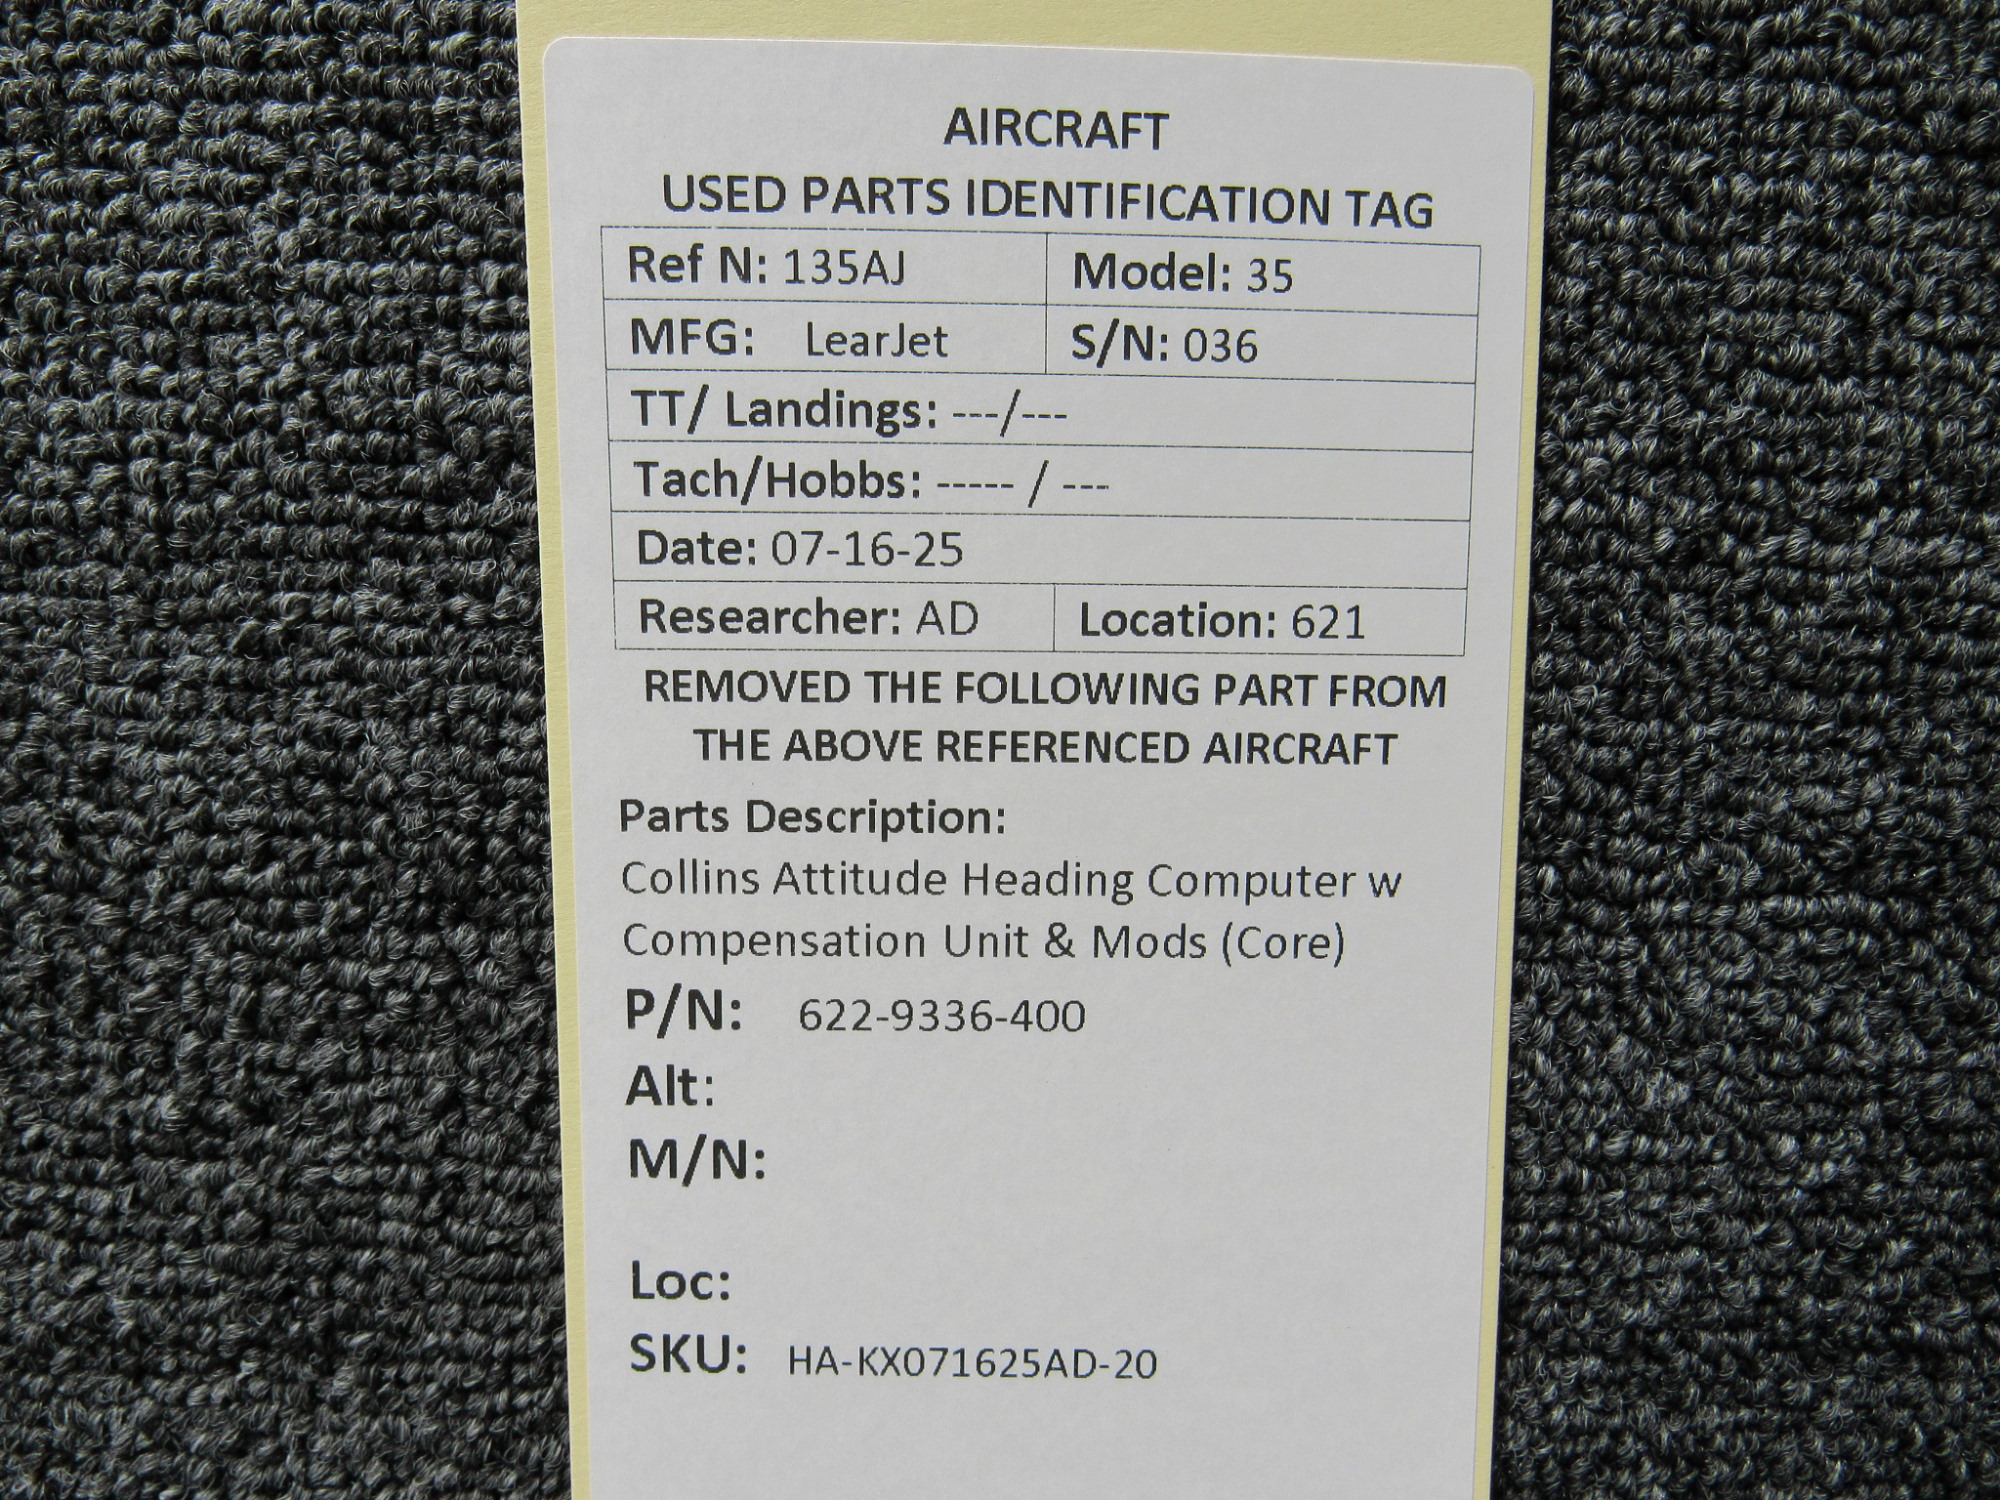 AIRCRAFT
USED PARTS IDENTIFICATION TAG
Ref N: 135AJ Model: 35
MFG: LearJet S/N: 036
TT/ Landings: ---/---
Tach/Hobbs: ----- / ---
Date: 07-16-25
Researcher: AD Location: 621
REMOVED THE FOLLOWING PART FROM
THE ABOVE REFERENCED AIRCRAFT
Parts Description:
Collins Attitude Heading Computer w
Compensation Unit & Mods (Core)
P/N: 622-9336-400
Alt:
M/N:
Loc:
SKU: HA-KX071625AD-20